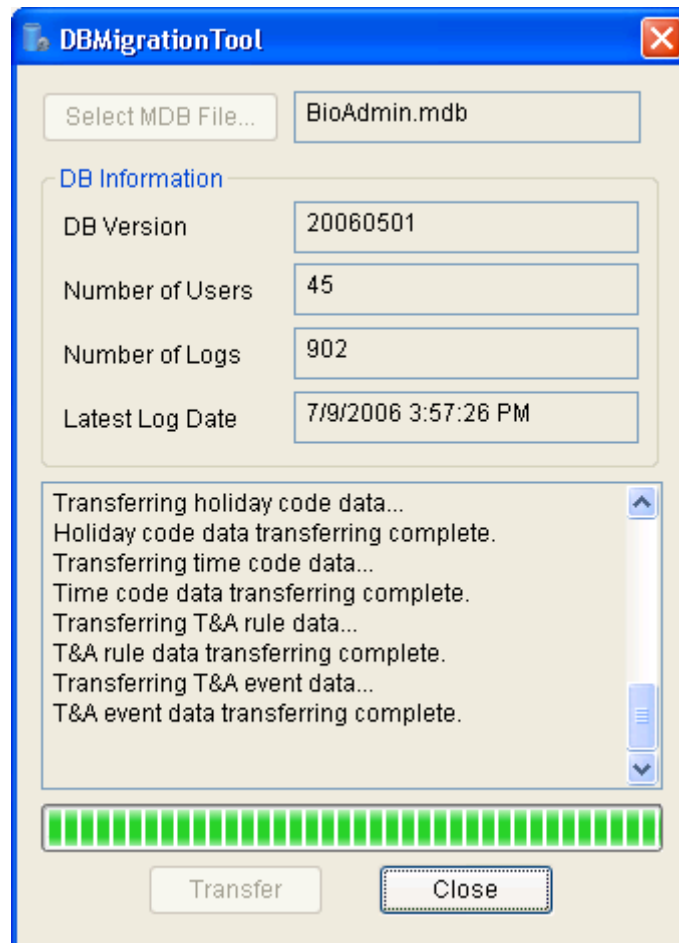 DBMigrationTool
Select MDB File...
BioAdmin.mdb
DB Information
DB Version
20060501
Number of Users
45
Number of Logs
902
Latest Log Date
7/9/2006 3:57:26 PM
Transferring holiday code data...
Holiday code data transferring complete.
Transferring time code data...
Time code data transferring complete.
Transferring T&A rule data...
T&A rule data transferring complete.
Transferring T&A event data...
T&A event data transferring complete.
Transfer
Close